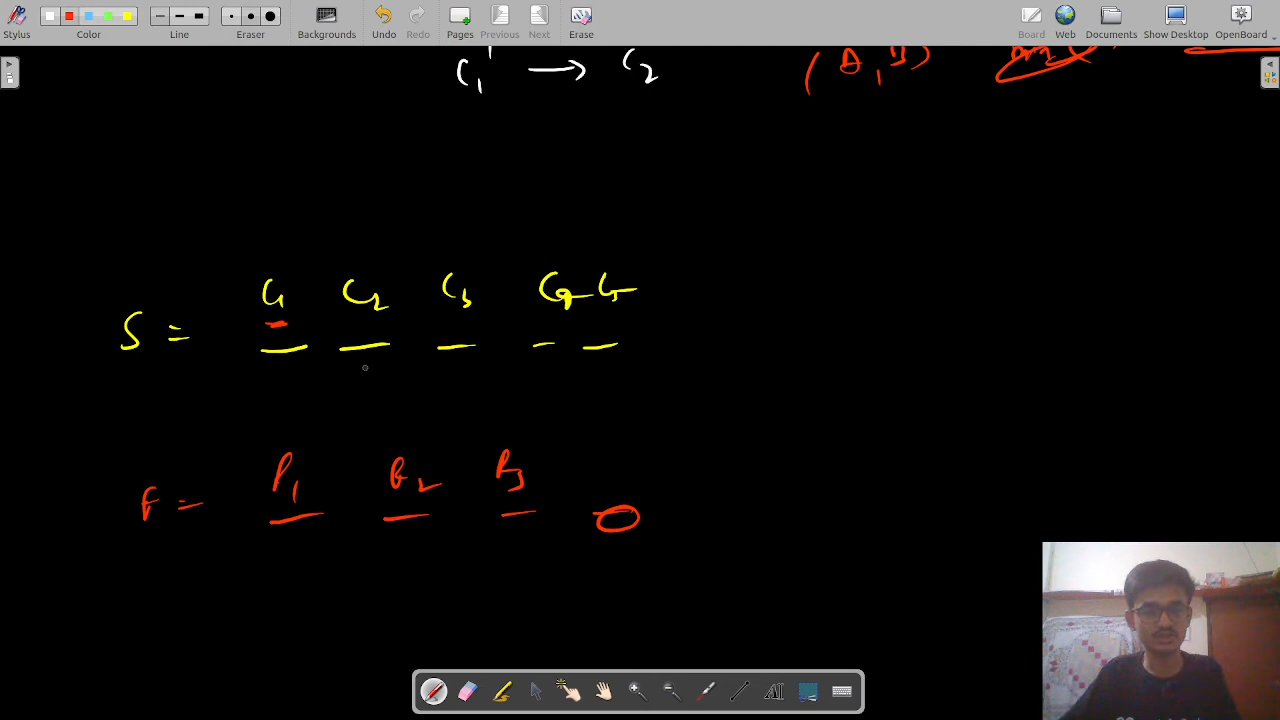 Stylus Color Line Eraser Backgrounds Undo Redo Pages Previous Next Erase Board Web Documents Show Desktop OpenBoard
C1 → C2 (A, B)
C1 C2 C3 C4 C5
S =
P1 P2 P3
F =
AI